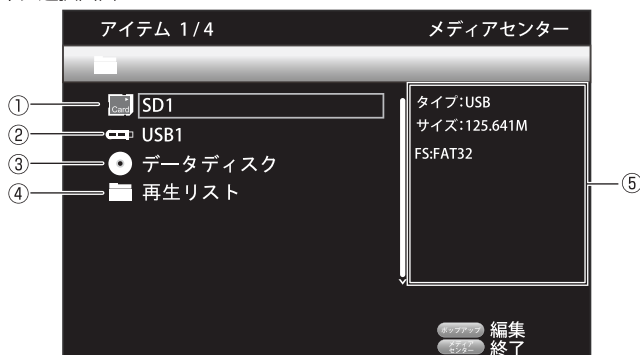 アイテム 1/4
メディアセンター
① Card SD1
② USB1
③ データディスク
④ 再生リスト
タイプ:USB
サイズ:125.641M
FS:FAT32
⑤
ポップアップ 編集
メディアセンター 終了